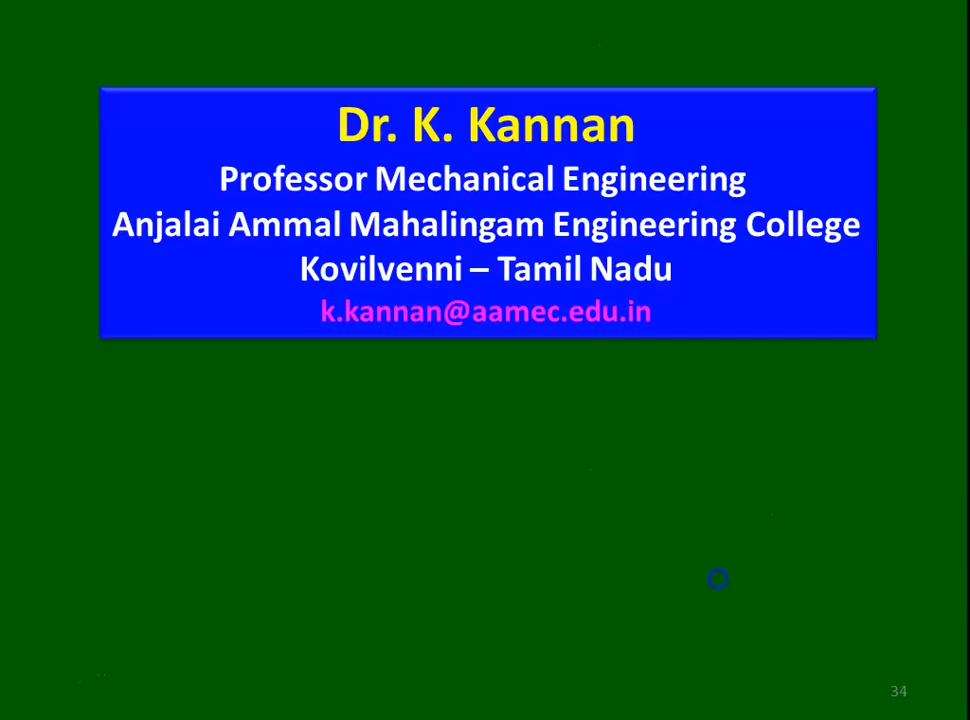 Dr. K. Kannan
Professor Mechanical Engineering
Anjalai Ammal Mahalingam Engineering College
Kovilvenni – Tamil Nadu
k.kannan@aamec.edu.in
34